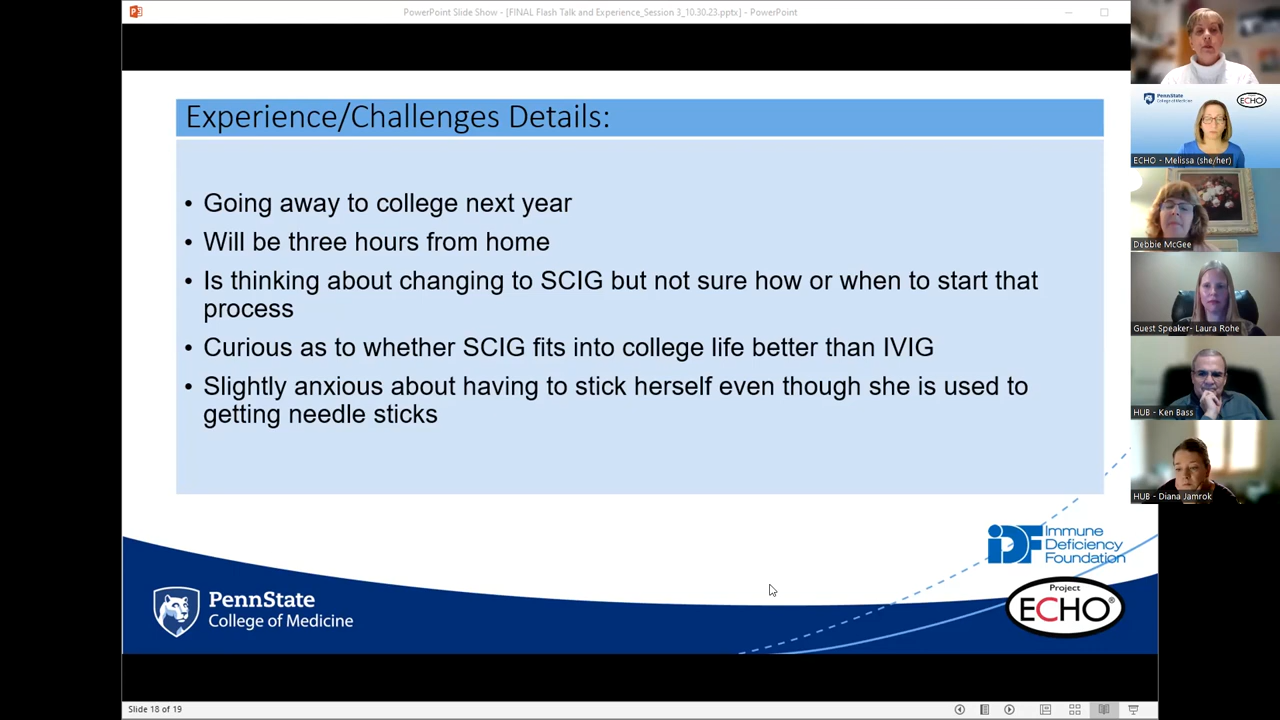 PowerPoint Slide Show - [FINAL Flash Talk and Experience_Session 3_10.30.23.pptx] - PowerPoint
Experience/Challenges Details:
• Going away to college next year
• Will be three hours from home
• Is thinking about changing to SCIG but not sure how or when to start that
process
• Curious as to whether SCIG fits into college life better than IVIG
• Slightly anxious about having to stick herself even though she is used to
getting needle sticks
PennState
College of Medicine
IDF Immune
Deficiency
Foundation
Project
ECHO®
Slide 18 of 19
PennState
College of Medicine
ECHO
ECHO - Melissa (she/her)
Debbie McGee
Guest Speaker- Laura Rohe
HUB - Ken Bass
HUB - Diana Jamrok